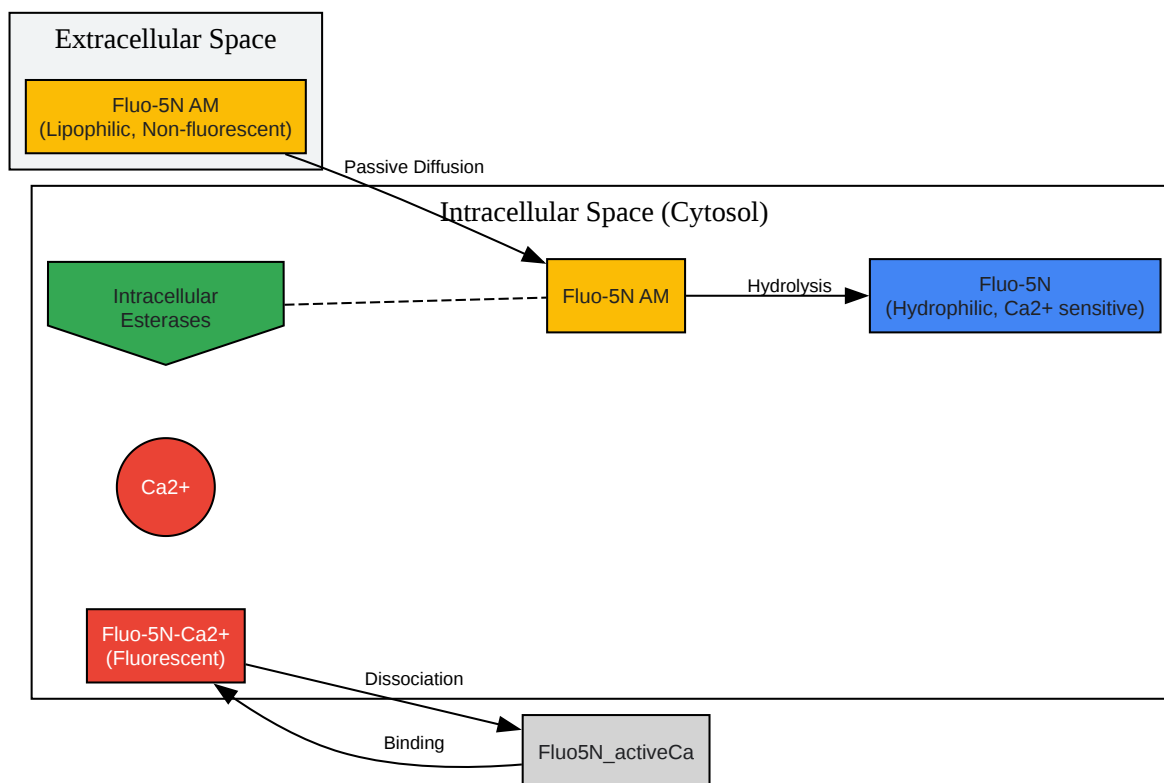 Extracellular Space
Fluo-5N AM
(Lipophilic, Non-fluorescent)
Passive Diffusion
Intracellular Space (Cytosol)
Intracellular
Esterases
Fluo-5N AM
Hydrolysis
Fluo-5N
(Hydrophilic, Ca2+ sensitive)
Ca2+
Fluo-5N-Ca2+
(Fluorescent)
Dissociation
Binding
Fluo5N_activeCa